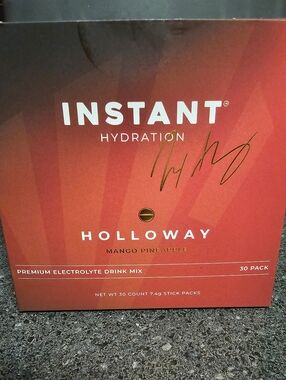 INSTANT
HYDRATION
HOLLOWAY
MANGO PINEAPPLE
PREMIUM ELECTROLYTE DRINK MIX
30 PACK
NET WT 30 COUNT 7.4g STICK PACKS